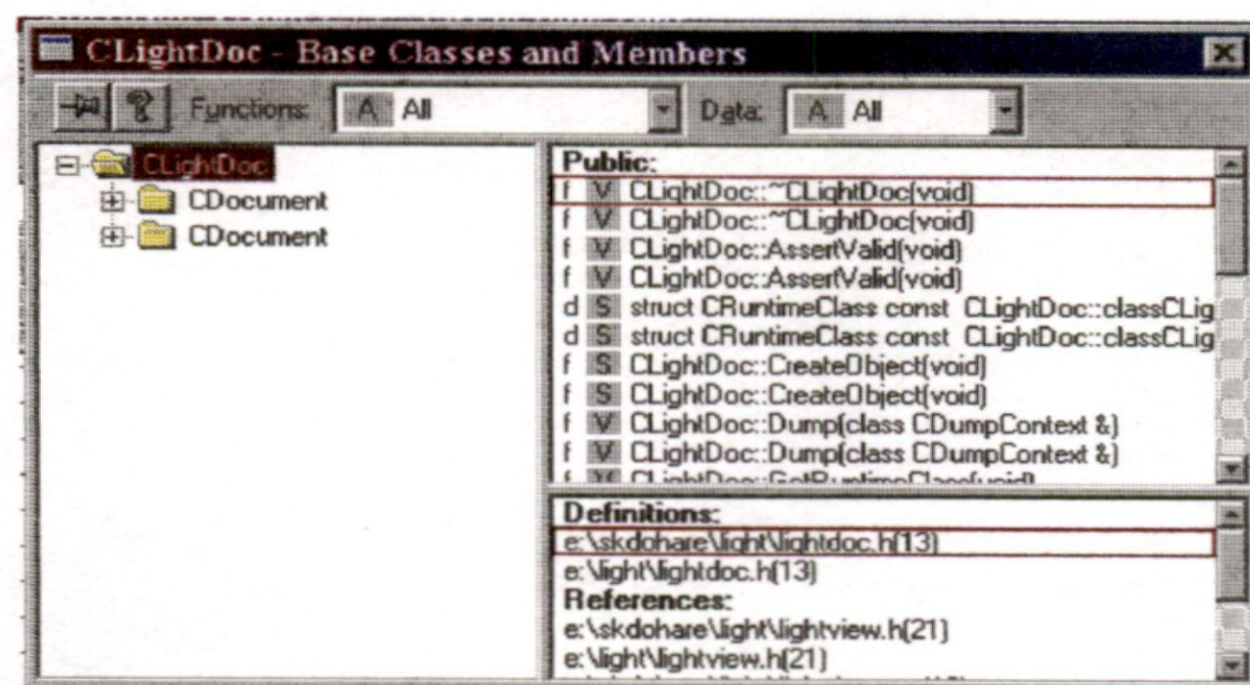 CLightDoc - Base Classes and Members
Functions: A All Data: A All
CLightDoc
CDocument
CDocument
Public:
f V CLightDoc::~CLightDoc(void)
f V CLightDoc::~CLightDoc(void)
f V CLightDoc::AssertValid(void)
f V CLightDoc::AssertValid(void)
d S struct CRuntimeClass const CLightDoc::classCLig
d S struct CRuntimeClass const CLightDoc::classCLig
f S CLightDoc::CreateObject(void)
f S CLightDoc::CreateObject(void)
f V CLightDoc::Dump(class CDumpContext &)
f V CLightDoc::Dump(class CDumpContext &)
f V CLightDoc::GetRuntimeClass(void)
Definitions:
e:\skdohare\light\lightdoc.h(13)
e:\light\lightdoc.h(13)
References:
e:\skdohare\light\lightview.h(21)
e:\light\lightview.h(21)